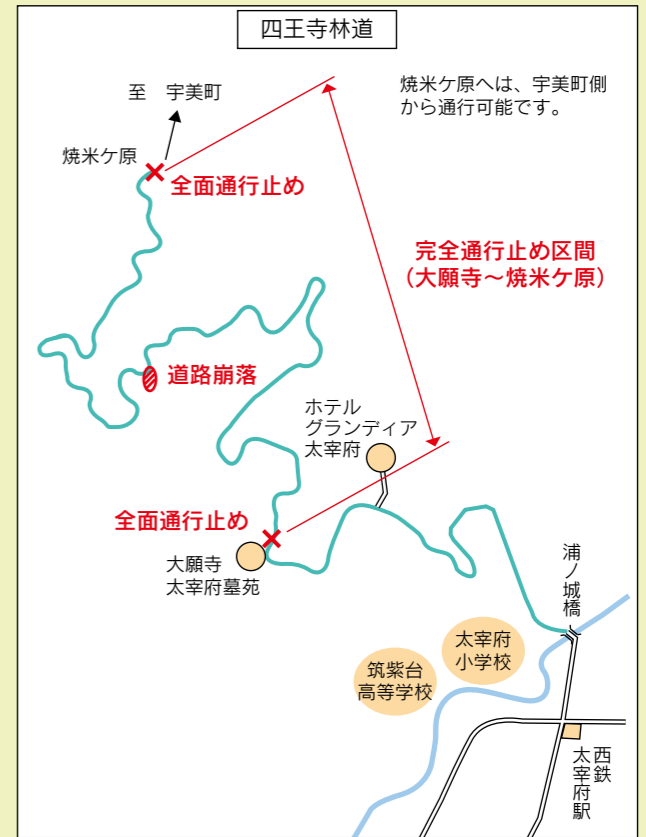 四王寺林道
焼米ケ原へは、宇美町側
から通行可能です。
至 宇美町
焼米ケ原
全面通行止め
完全通行止め区間
（大願寺～焼米ケ原）
道路崩落
ホテル
グランディア
太宰府
全面通行止め
大願寺
太宰府墓苑
浦ノ城橋
太宰府
小学校
筑紫台
高等学校
西鉄
太宰府駅